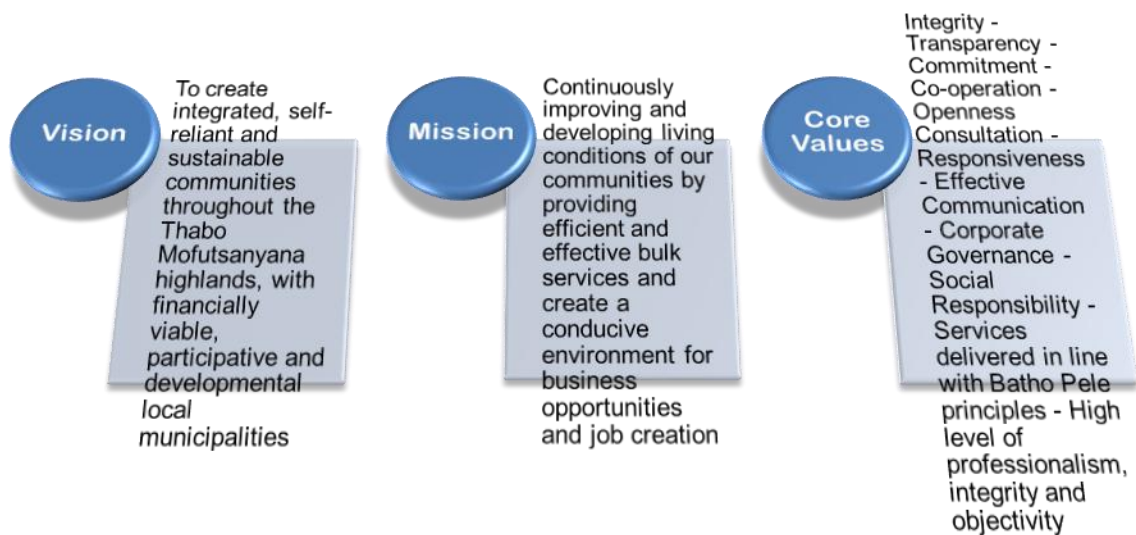 Vision
To create
integrated, self-
reliant and
sustainable
communities
throughout the
Thabo
Mofutsanyana
highlands, with
financially
viable,
participative and
developmental
local
municipalities
Mission
Continuously
improving and
developing living
conditions of our
communities by
providing
efficient and
effective bulk
services and
create a
conducive
environment for
business
opportunities
and job creation
Core
Values
Integrity -
Transparency -
Commitment -
Co-operation -
Openness
Consultation -
Responsiveness
- Effective
Communication
- Corporate
Governance -
Social
Responsibility -
Services
delivered in line
with Batho Pele
principles - High
level of
professionalism,
integrity and
objectivity